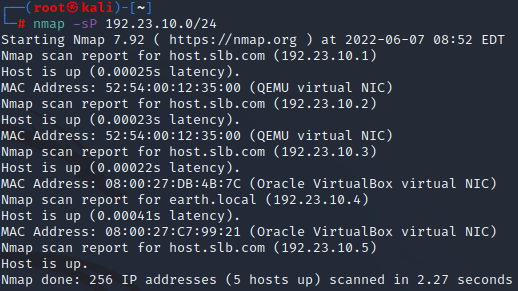 ┌──(root㉿kali)-[~]
└─# nmap -sP 192.23.10.0/24
Starting Nmap 7.92 ( https://nmap.org ) at 2022-06-07 08:52 EDT
Nmap scan report for host.slb.com (192.23.10.1)
Host is up (0.00025s latency).
MAC Address: 52:54:00:12:35:00 (QEMU virtual NIC)
Nmap scan report for host.slb.com (192.23.10.2)
Host is up (0.00023s latency).
MAC Address: 52:54:00:12:35:00 (QEMU virtual NIC)
Nmap scan report for host.slb.com (192.23.10.3)
Host is up (0.00022s latency).
MAC Address: 08:00:27:DB:4B:7C (Oracle VirtualBox virtual NIC)
Nmap scan report for earth.local (192.23.10.4)
Host is up (0.00041s latency).
MAC Address: 08:00:27:C7:99:21 (Oracle VirtualBox virtual NIC)
Nmap scan report for host.slb.com (192.23.10.5)
Host is up.
Nmap done: 256 IP addresses (5 hosts up) scanned in 2.27 seconds